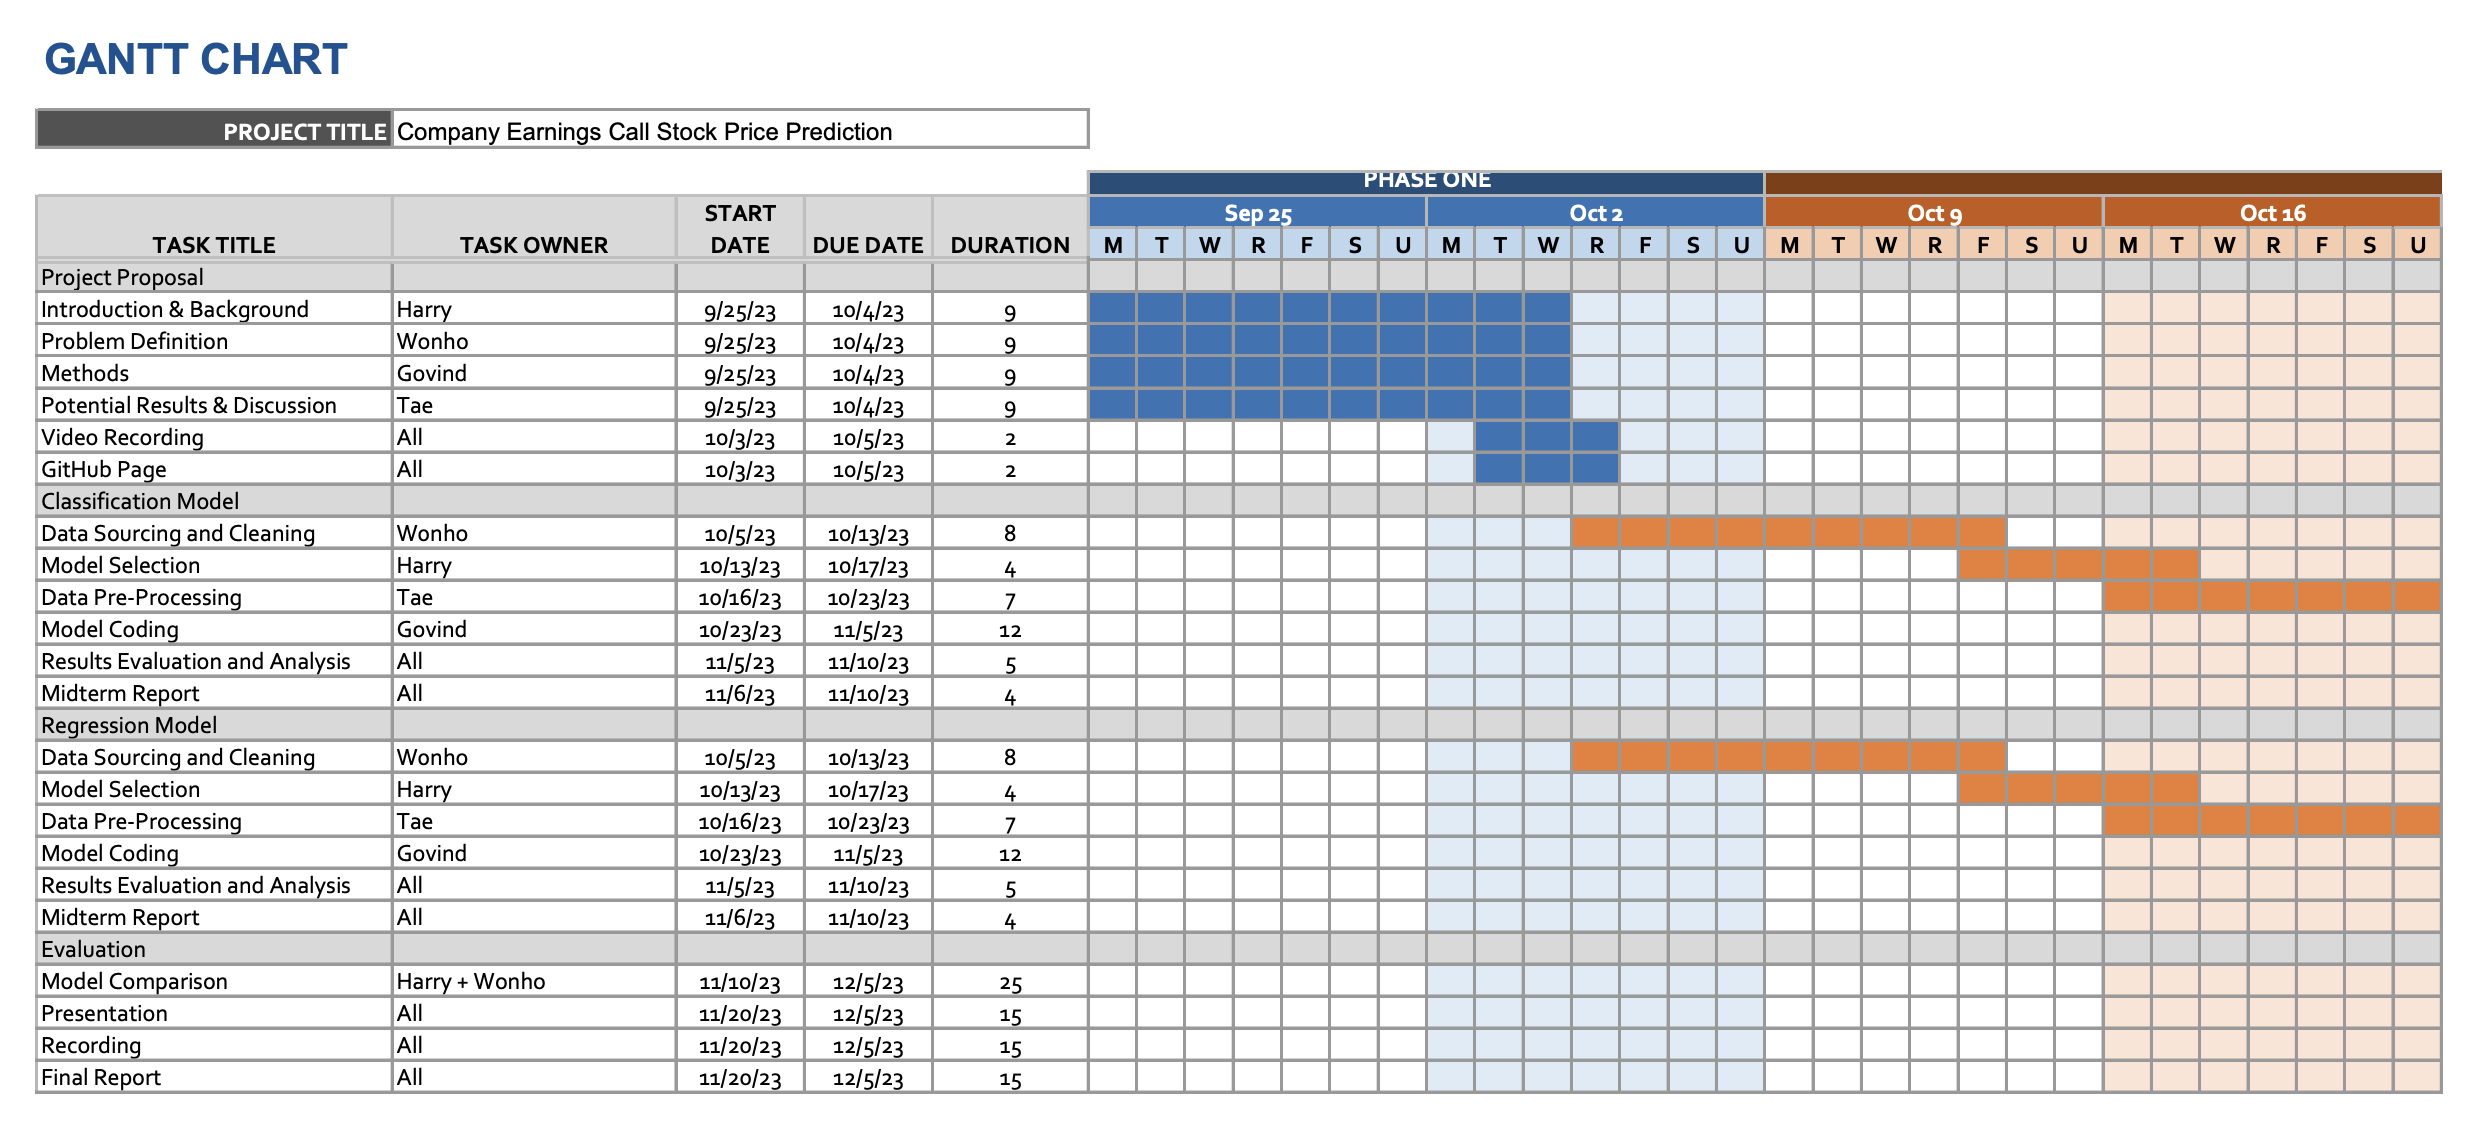 GANTT CHART
PROJECT TITLE Company Earnings Call Stock Price Prediction
PHASE ONE
Sep 25 Oct 2 Oct 9 Oct 16
TASK TITLE TASK OWNER START DATE DUE DATE DURATION M T W R F S U M T W R F S U M T W R F S U M T W R F S U
Project Proposal
Introduction & Background Harry 9/25/23 10/4/23 9
Problem Definition Wonho 9/25/23 10/4/23 9
Methods Govind 9/25/23 10/4/23 9
Potential Results & Discussion Tae 9/25/23 10/4/23 9
Video Recording All 10/3/23 10/5/23 2
GitHub Page All 10/3/23 10/5/23 2
Classification Model
Data Sourcing and Cleaning Wonho 10/5/23 10/13/23 8
Model Selection Harry 10/13/23 10/17/23 4
Data Pre-Processing Tae 10/16/23 10/23/23 7
Model Coding Govind 10/23/23 11/5/23 12
Results Evaluation and Analysis All 11/5/23 11/10/23 5
Midterm Report All 11/6/23 11/10/23 4
Regression Model
Data Sourcing and Cleaning Wonho 10/5/23 10/13/23 8
Model Selection Harry 10/13/23 10/17/23 4
Data Pre-Processing Tae 10/16/23 10/23/23 7
Model Coding Govind 10/23/23 11/5/23 12
Results Evaluation and Analysis All 11/5/23 11/10/23 5
Midterm Report All 11/6/23 11/10/23 4
Evaluation
Model Comparison Harry + Wonho 11/10/23 12/5/23 25
Presentation All 11/20/23 12/5/23 15
Recording All 11/20/23 12/5/23 15
Final Report All 11/20/23 12/5/23 15